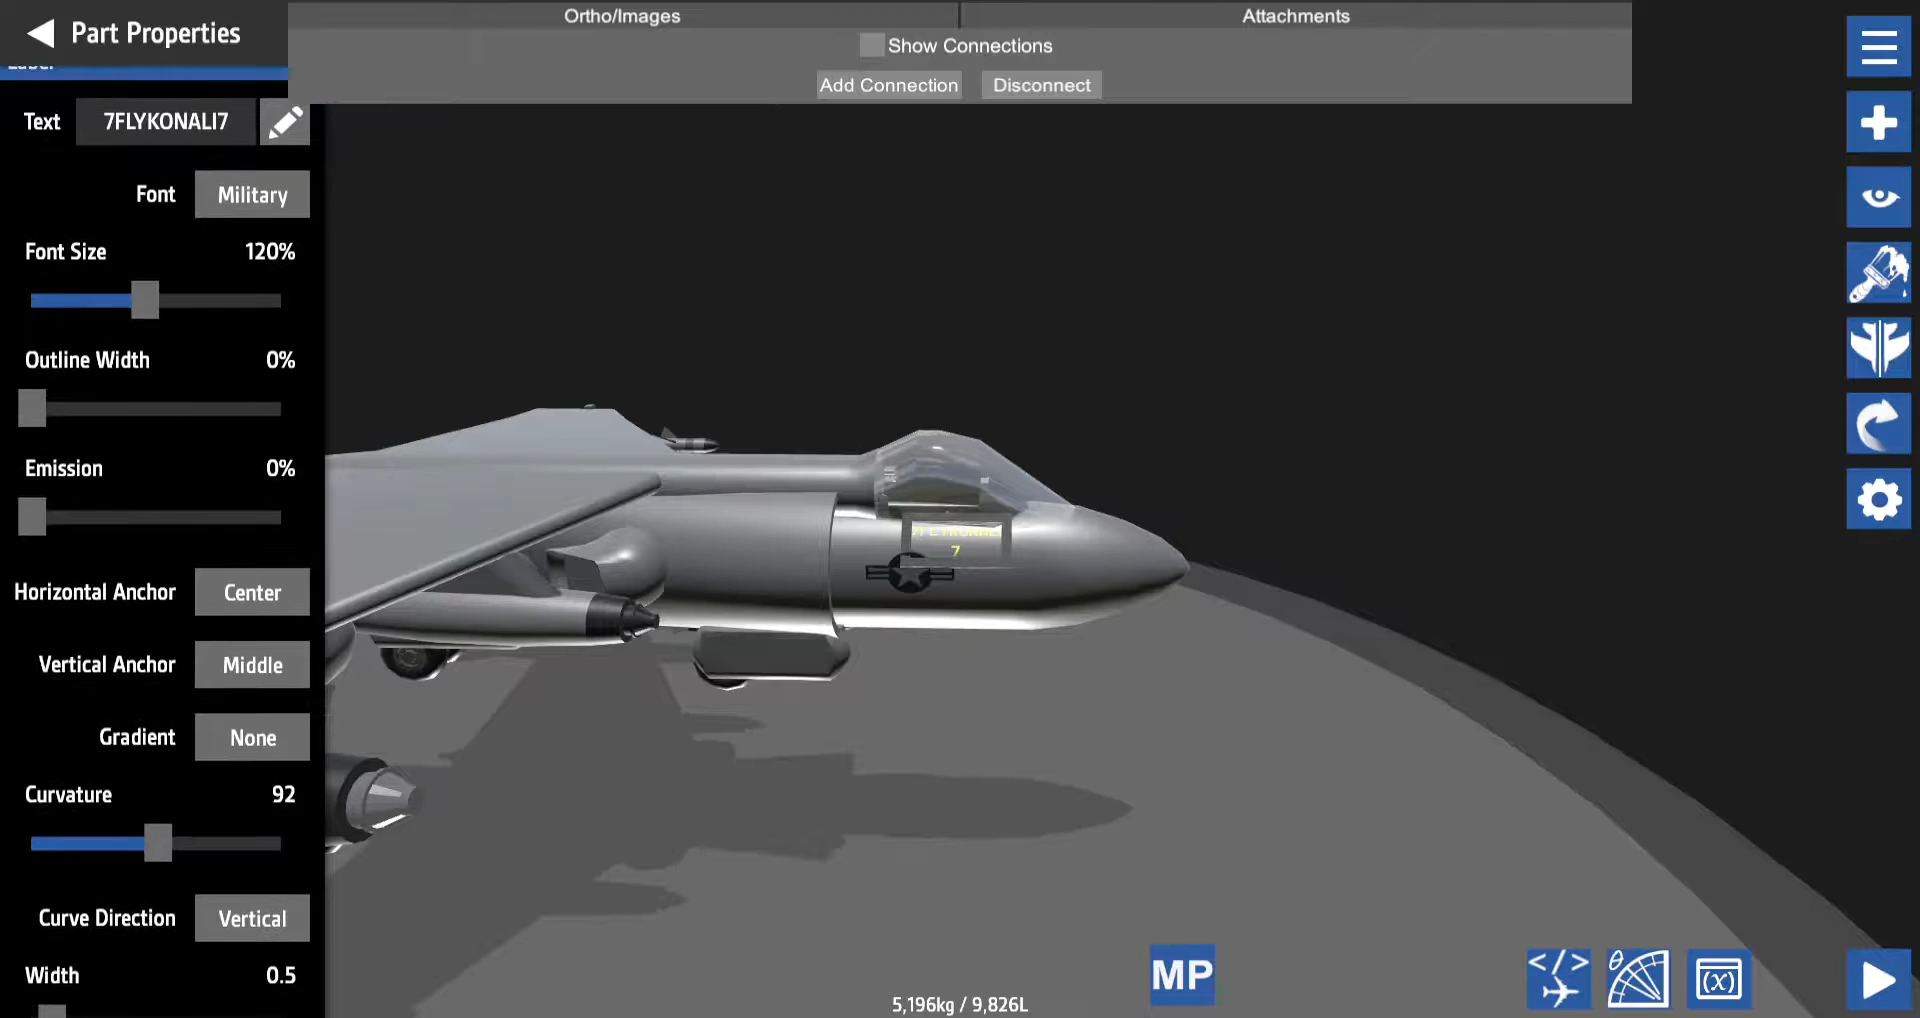 Part Properties
Ortho/Images
Attachments
Show Connections
Add Connection
Disconnect
Label
Text
7FLYKONALI7
Font
Military
Font Size
120%
Outline Width
0%
Emission
0%
Horizontal Anchor
Center
Vertical Anchor
Middle
Gradient
None
Curvature
92
Curve Direction
Vertical
Width
0.5
7
MP
</>
θ
(x)
5,196kg / 9,826L